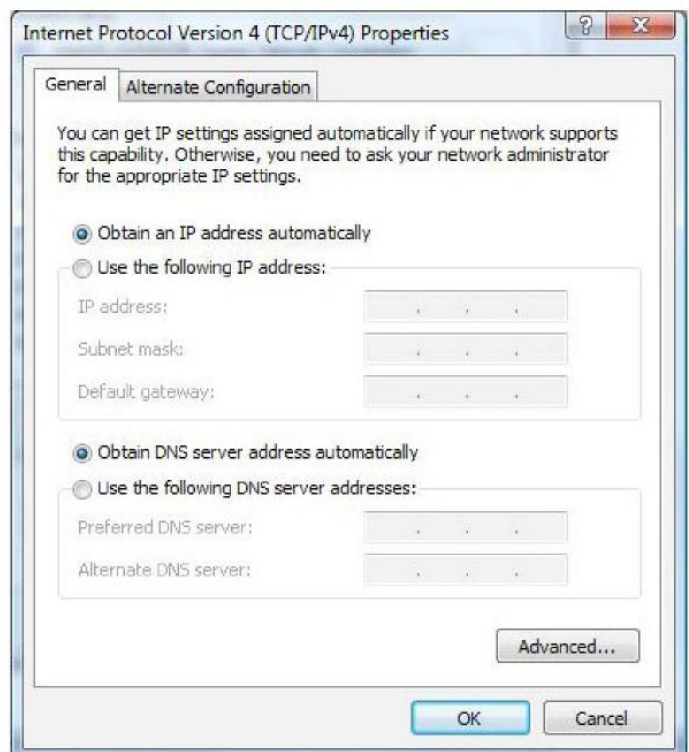 Internet Protocol Version 4 (TCP/IPv4) Properties
General
Alternate Configuration
You can get IP settings assigned automatically if your network supports
this capability. Otherwise, you need to ask your network administrator
for the appropriate IP settings.
Obtain an IP address automatically
Use the following IP address:
IP address:
Subnet mask:
Default gateway:
Obtain DNS server address automatically
Use the following DNS server addresses:
Preferred DNS server:
Alternate DNS server:
Advanced...
OK
Cancel